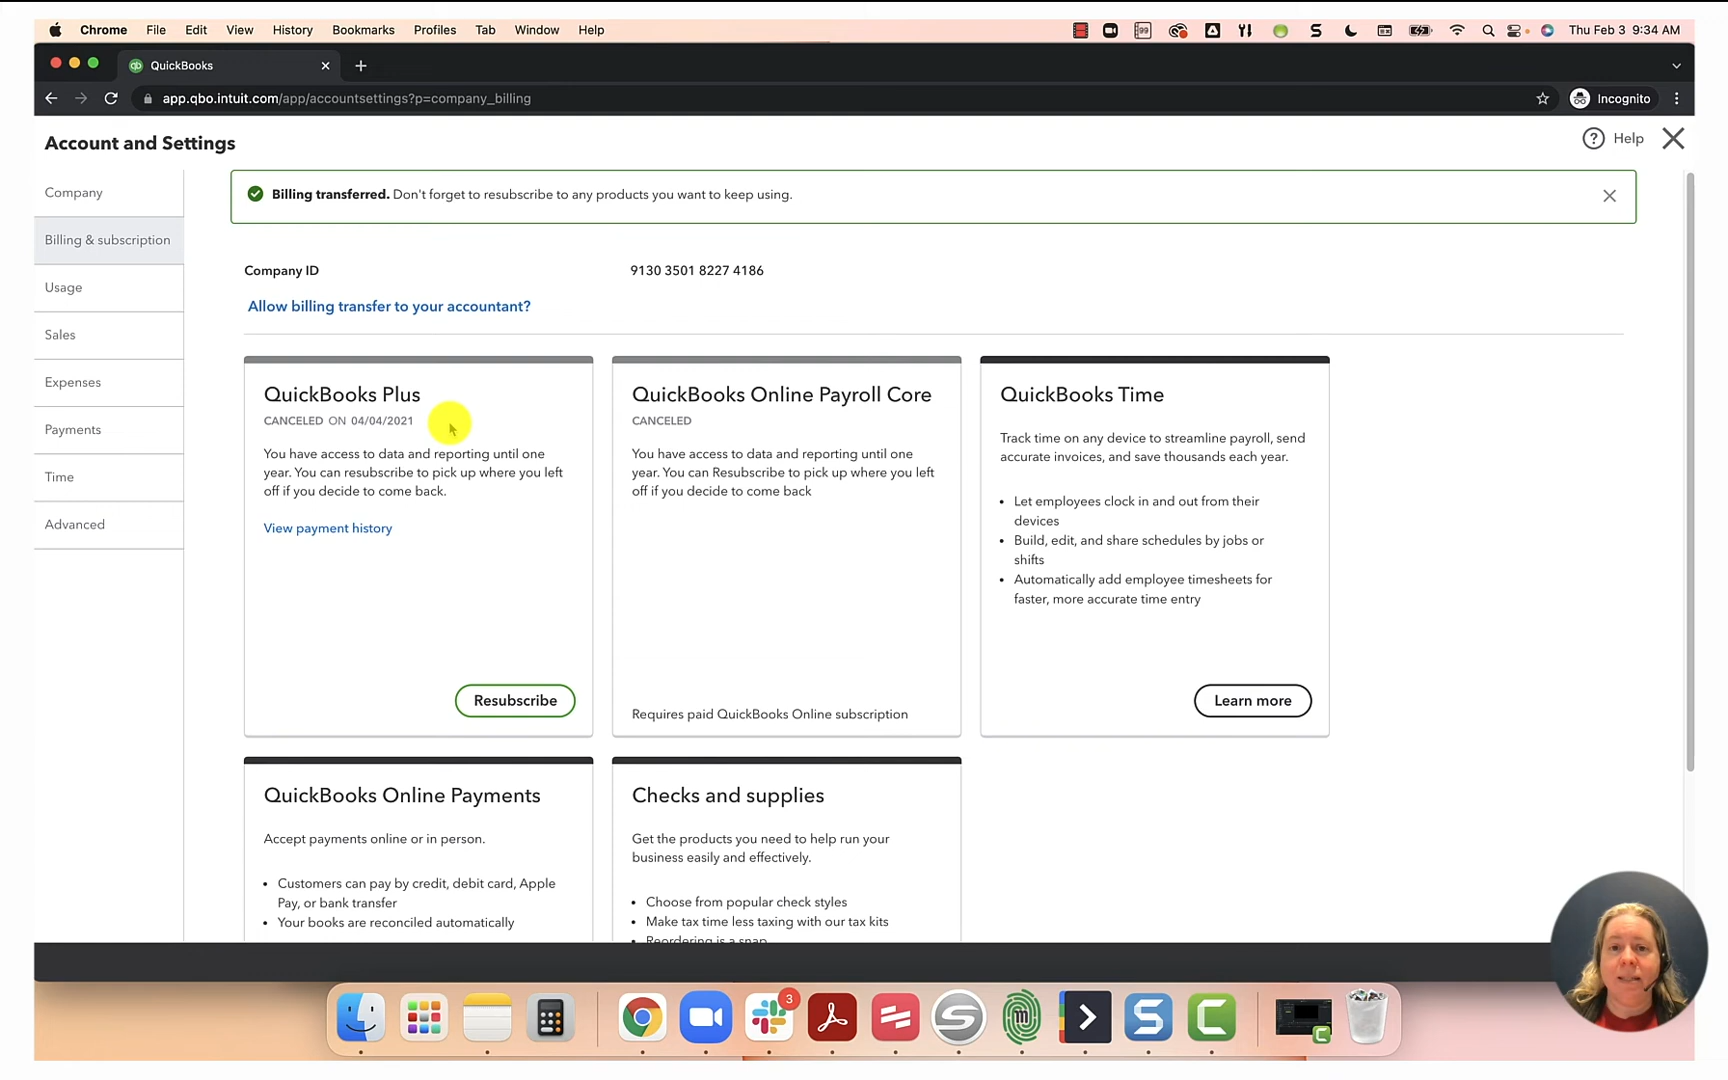 Chrome File Edit View History Bookmarks Profiles Tab Window Help
99
Thu Feb 3 9:34 AM
QuickBooks
app.qbo.intuit.com/app/accountsettings?p=company_billing
Incognito
Account and Settings
Help
Company
Billing & subscription
Usage
Sales
Expenses
Payments
Time
Advanced
Billing transferred. Don't forget to resubscribe to any products you want to keep using.
Company ID
9130 3501 8227 4186
Allow billing transfer to your accountant?
QuickBooks Plus
CANCELED ON 04/04/2021
You have access to data and reporting until one
year. You can resubscribe to pick up where you left
off if you decide to come back.
View payment history
Resubscribe
QuickBooks Online Payroll Core
CANCELED
You have access to data and reporting until one
year. You can Resubscribe to pick up where you left
off if you decide to come back
Requires paid QuickBooks Online subscription
QuickBooks Time
Track time on any device to streamline payroll, send
accurate invoices, and save thousands each year.
• Let employees clock in and out from their
devices
• Build, edit, and share schedules by jobs or
shifts
• Automatically add employee timesheets for
faster, more accurate time entry
Learn more
QuickBooks Online Payments
Accept payments online or in person.
• Customers can pay by credit, debit card, Apple
Pay, or bank transfer
• Your books are reconciled automatically
Checks and supplies
Get the products you need to help run your
business easily and effectively.
• Choose from popular check styles
• Make tax time less taxing with our tax kits
• Reordering is a snap
3